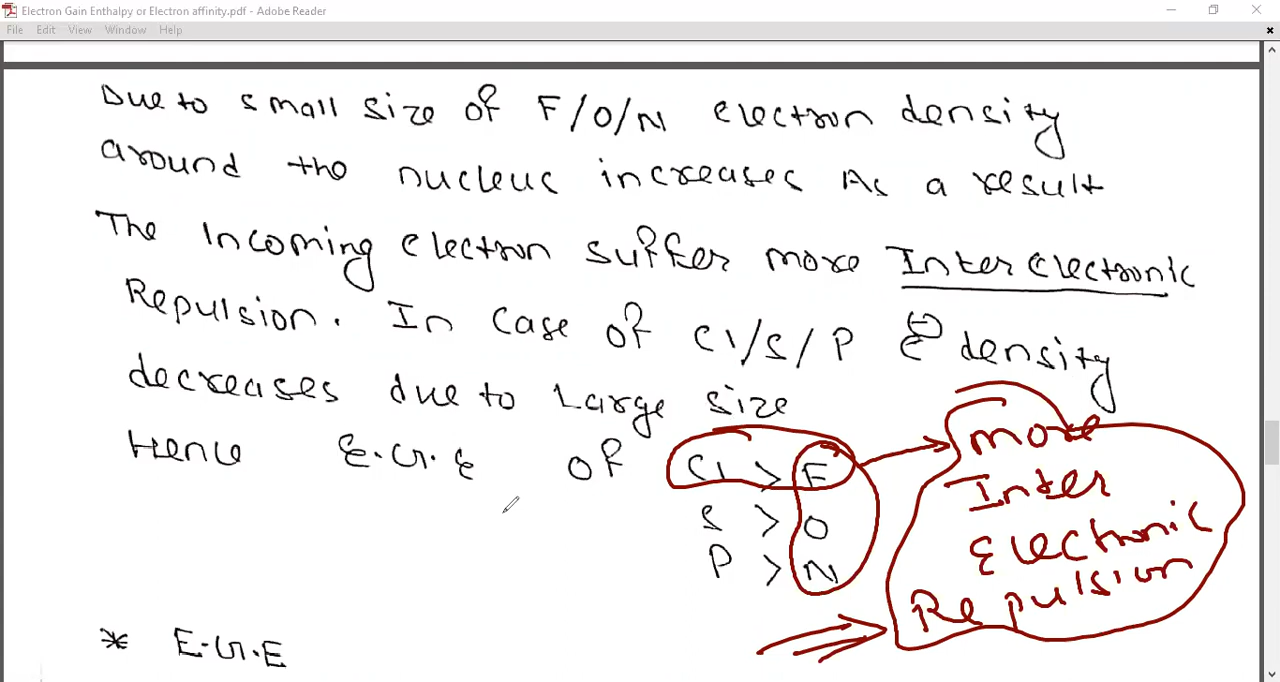 Electron Gain Enthalpy or Electron affinity.pdf - Adobe Reader
File Edit View Window Help
Due to small size of F/O/N electron density
around the nucleus increases As a result
The Incoming electron suffer more Inter Electronic
Repulsion. In case of Cl/S/P e⊖ density
decreases due to Large size
Hence E.G.E of Cl > F
S > O
P > N
more
Inter
Electronic
Repulsion
* E.G.E